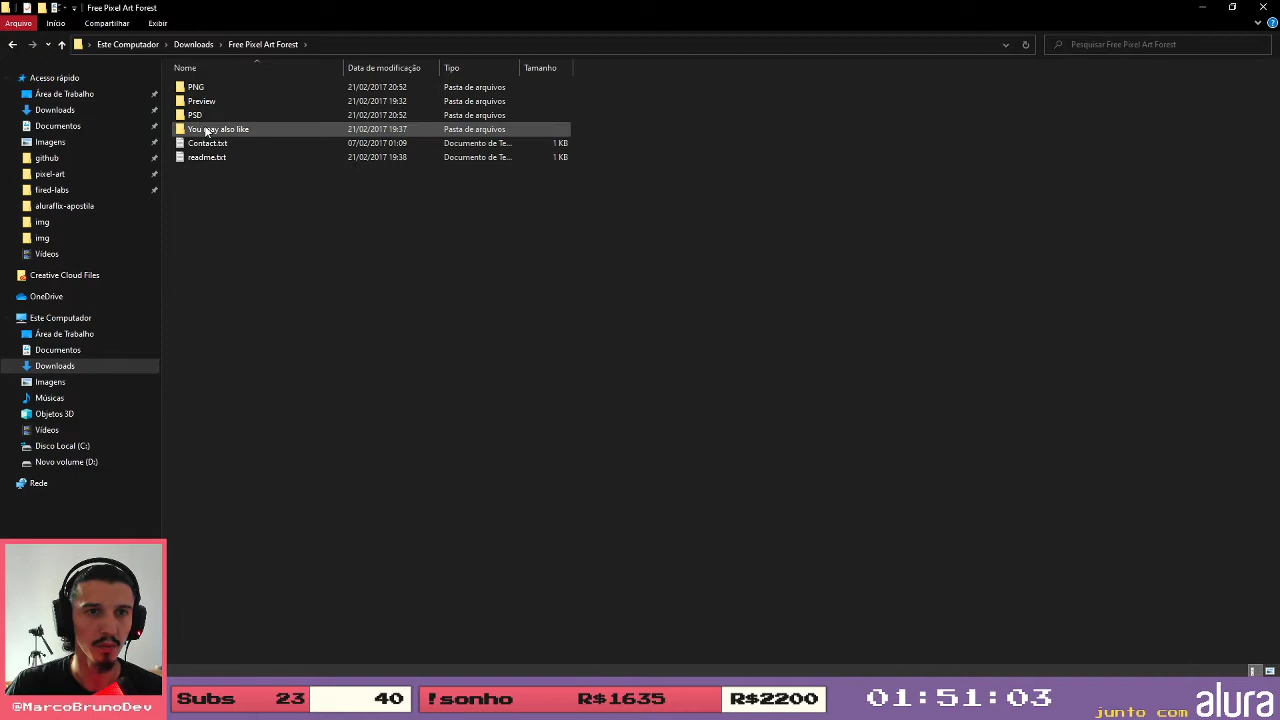 Free Pixel Art Forest
Arquivo Início Compartilhar Exibir
Este Computador > Downloads > Free Pixel Art Forest >
Pesquisar Free Pixel Art Forest
Nome Data de modificação Tipo Tamanho
PNG 21/02/2017 20:52 Pasta de arquivos
Preview 21/02/2017 19:32 Pasta de arquivos
PSD 21/02/2017 20:52 Pasta de arquivos
You may also like 21/02/2017 19:37 Pasta de arquivos
Contact.txt 07/02/2017 01:09 Documento de Te... 1 KB
readme.txt 21/02/2017 19:38 Documento de Te... 1 KB
Acesso rápido
Área de Trabalho
Downloads
Documentos
Imagens
github
pixel-art
fired-labs
aluraflix-apostila
img
img
Vídeos
Creative Cloud Files
OneDrive
Este Computador
Área de Trabalho
Documentos
Downloads
Imagens
Músicas
Objetos 3D
Vídeos
Disco Local (C:)
Novo volume (D:)
Rede
@MarcoBrunoDev
Subs 23 40
!sonho R$1635 R$2200
01:51:03
junto com alura